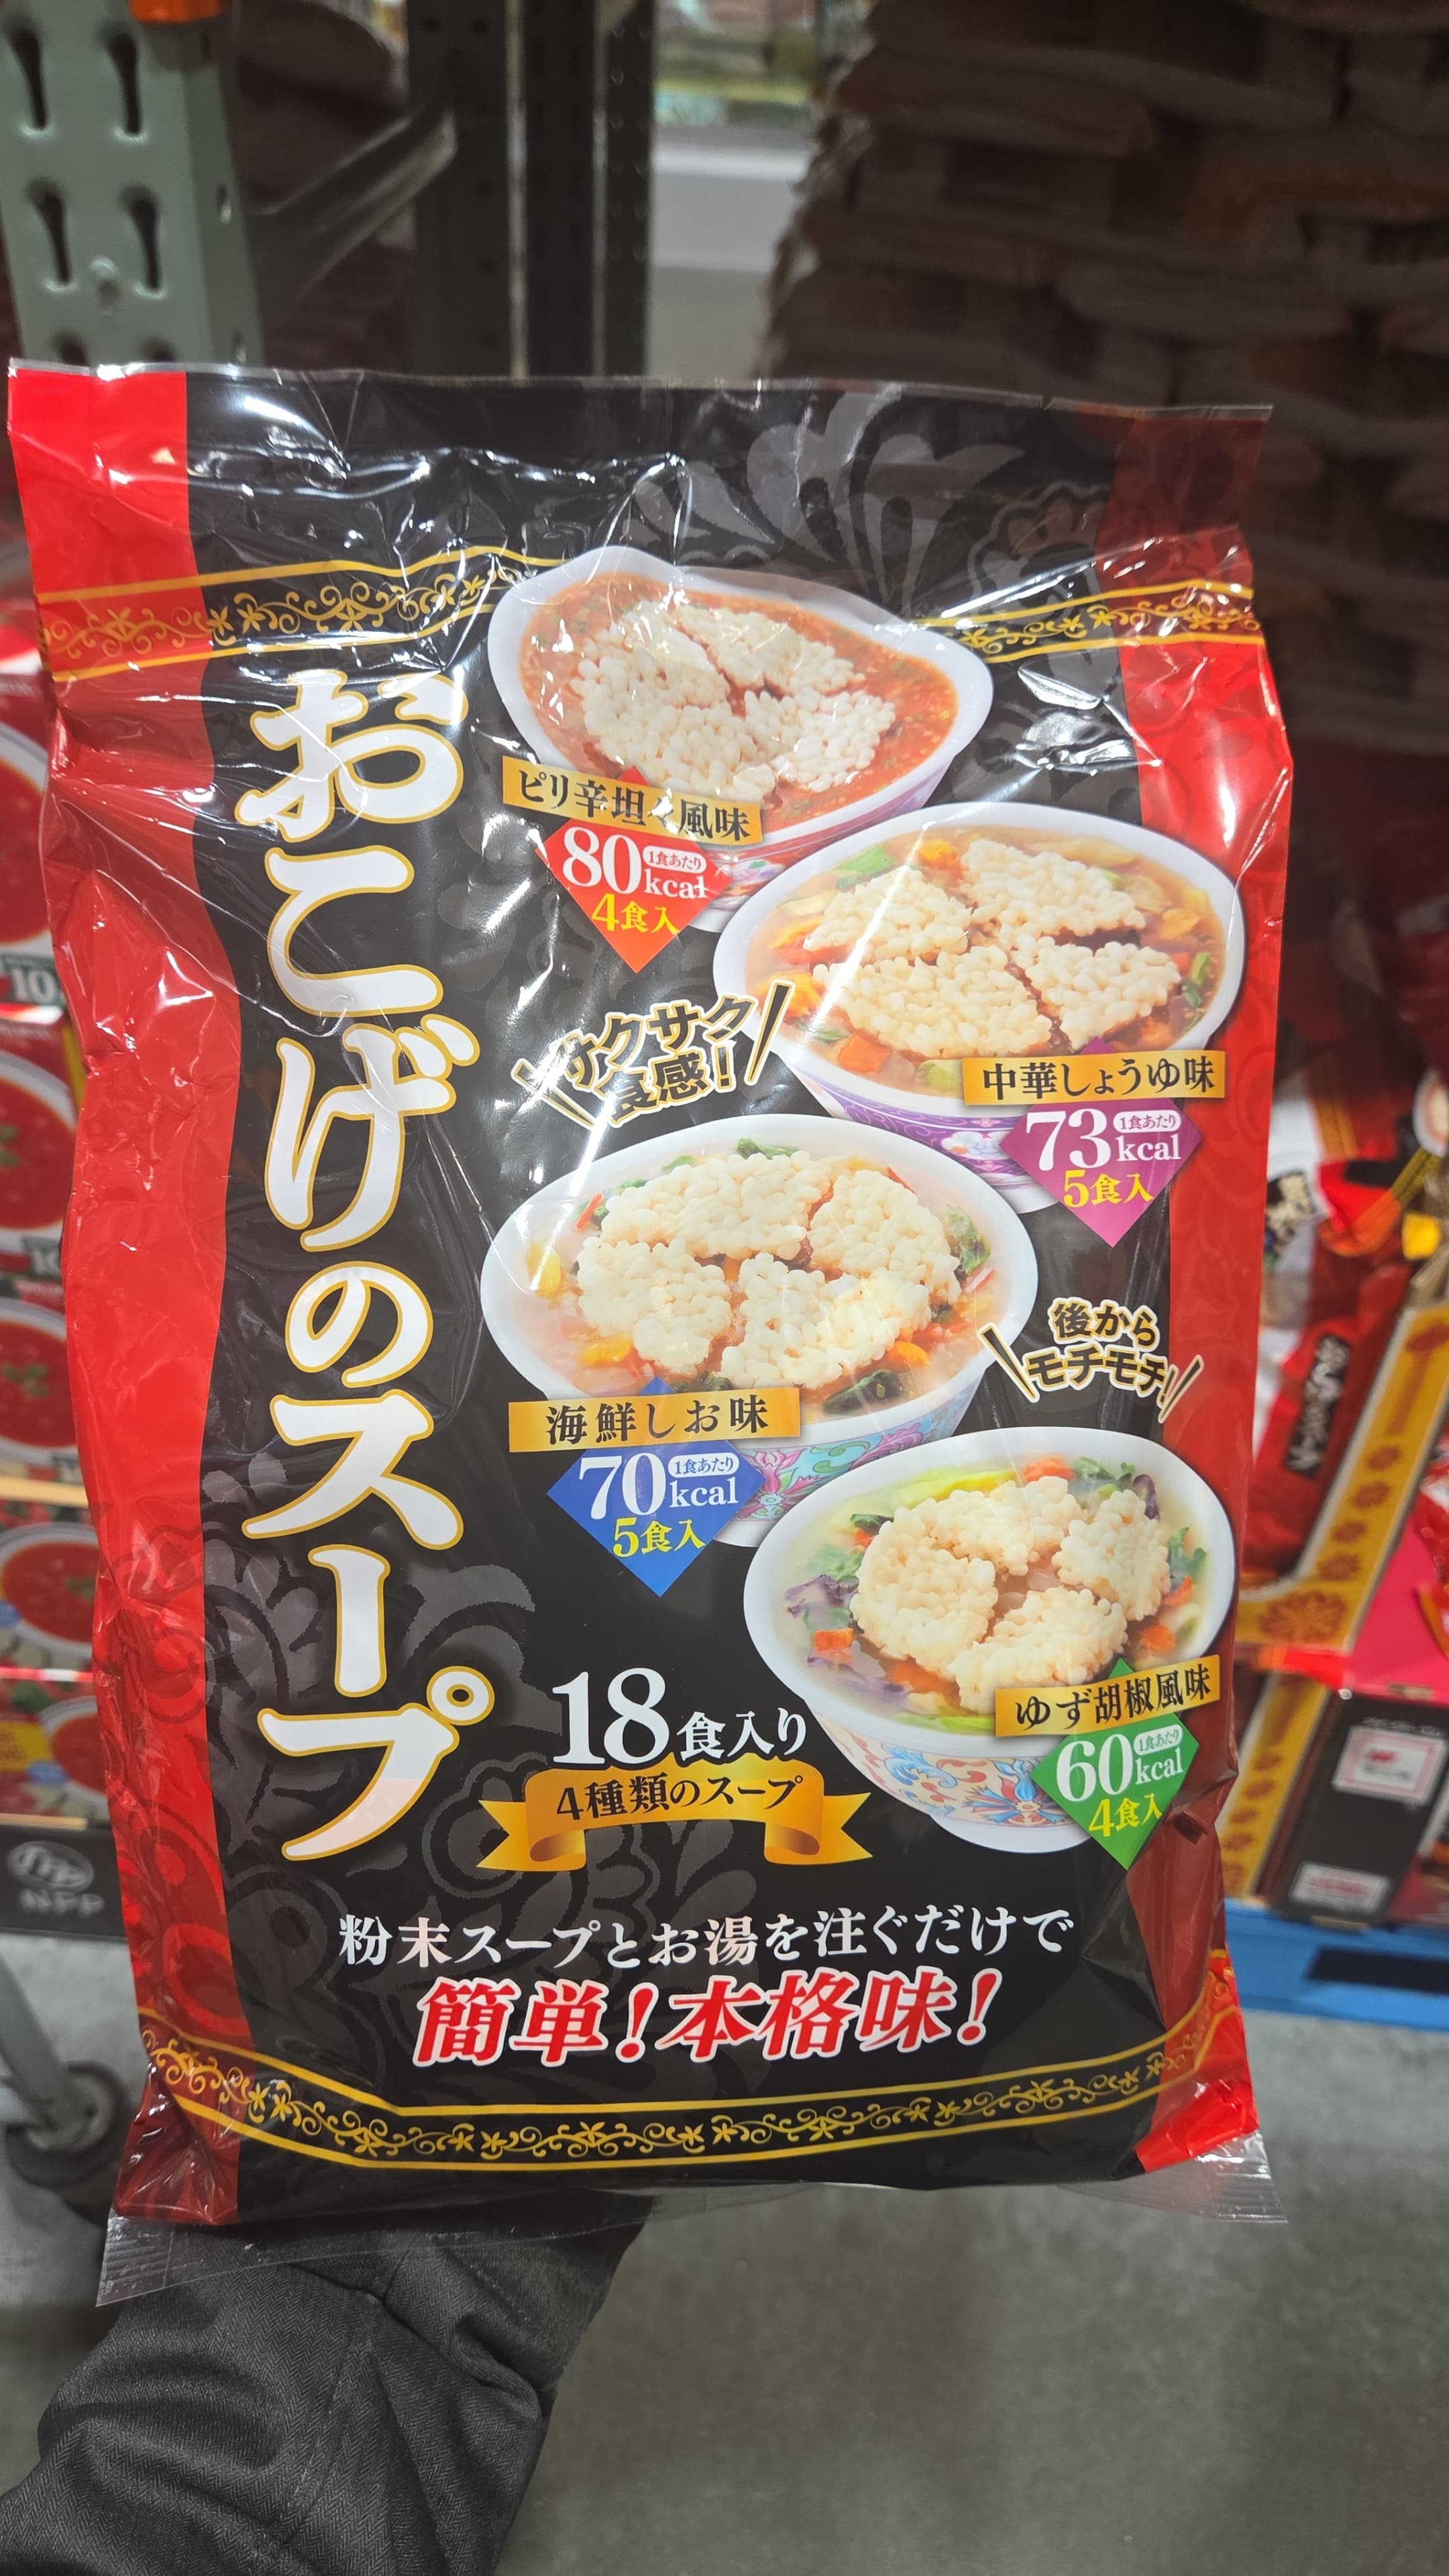 おこげのスープ
ピリ辛坦々風味
80 1食あたり kcal
4食入
中華しょうゆ味
73 1食あたり kcal
5食入
サクサク
食感!
海鮮しお味
70 1食あたり kcal
5食入
後から
モチモチ!
ゆず胡椒風味
60 1食あたり kcal
4食入
18食入り
4種類のスープ
粉末スープとお湯を注ぐだけで
簡単!本格味!
10
NPP